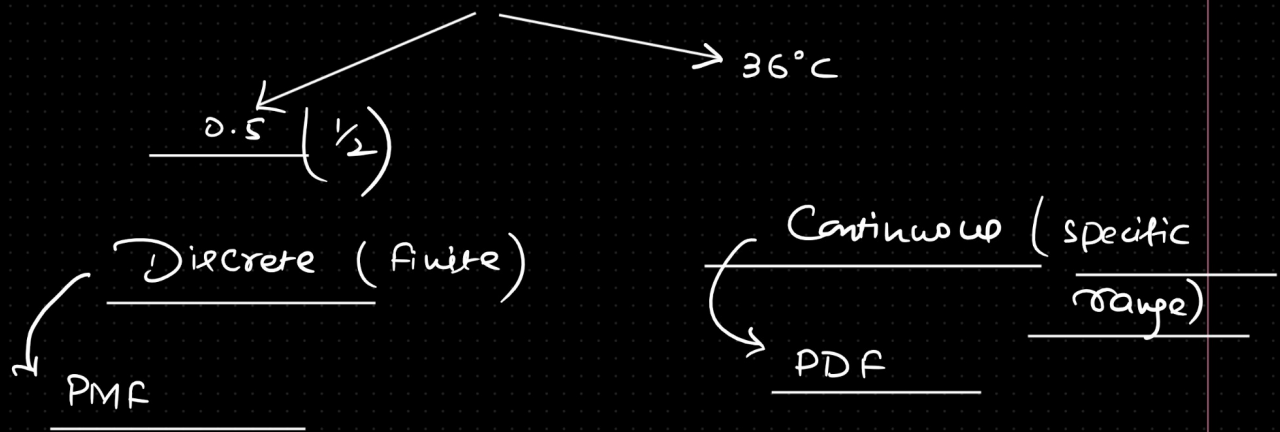 36°C
0.5 (1/2)
Discrete (finite)
Continuous (specific
range)
PMF
PDF